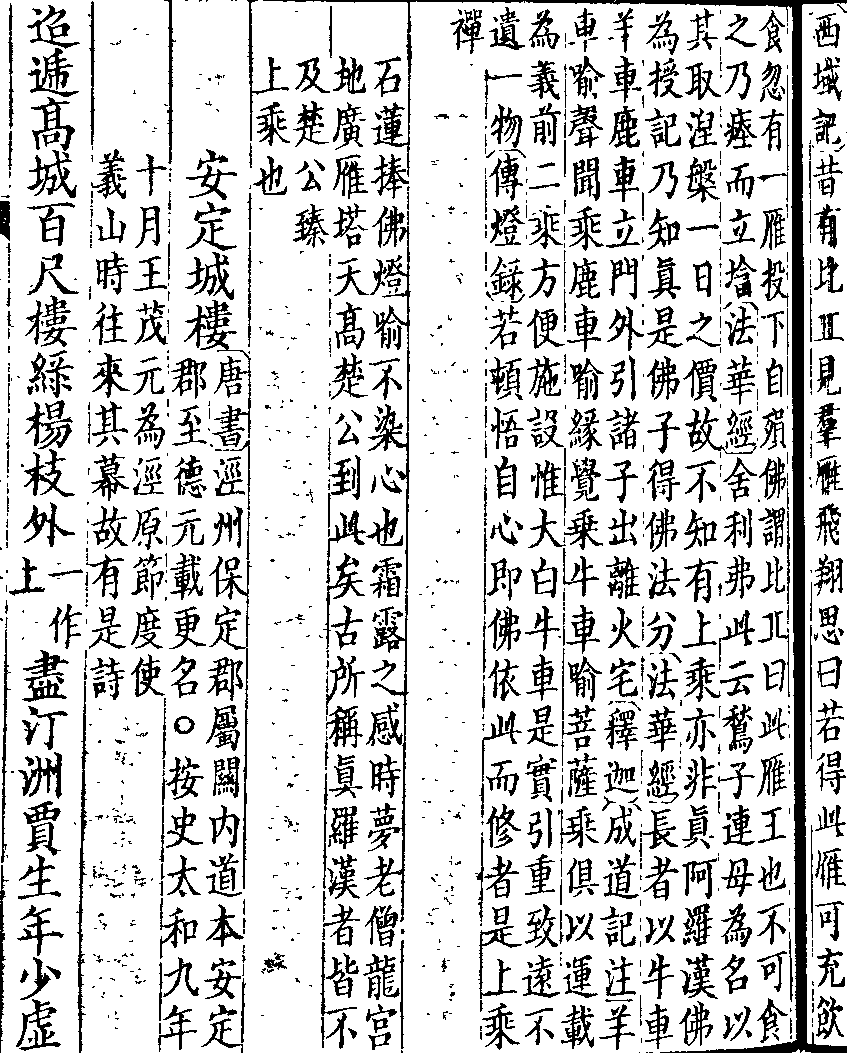 西域記昔有比丘見羣雁飛翔思曰若得此雁可充飲
食忽有一雁投下自殞佛謂比丘曰此雁王也不可食
之乃瘞而立塔法華經舍利弗此云鶖子連母為名以
其取涅槃一日之價故不知有上乘亦非真阿羅漢佛
為授記乃知真是佛子得佛法分法華經長者以牛車
羊車鹿車立門外引諸子出離火宅釋迦成道記注羊
車喻聲聞乘鹿車喻緣覺乘牛車喻菩薩乘俱以運載
為義前二乘方便施設惟大白牛車是實引重致遠不
遺一物傳燈錄若頓悟自心即佛依此而修者是上乘
禪
石蓮捧佛燈喻不染心也霜露之感時夢老僧龍宮
地廣雁塔天高楚公到此矣古所稱真羅漢者皆不
及楚公臻
上乘也
安定城樓唐書涇州保定郡屬關内道本安定
郡至德元載更名○按史太和九年
十月王茂元為涇原節度使
義山時往來其幕故有是詩
迢遞高城百尺樓綠楊枝外一作上盡汀洲賈生年少虛